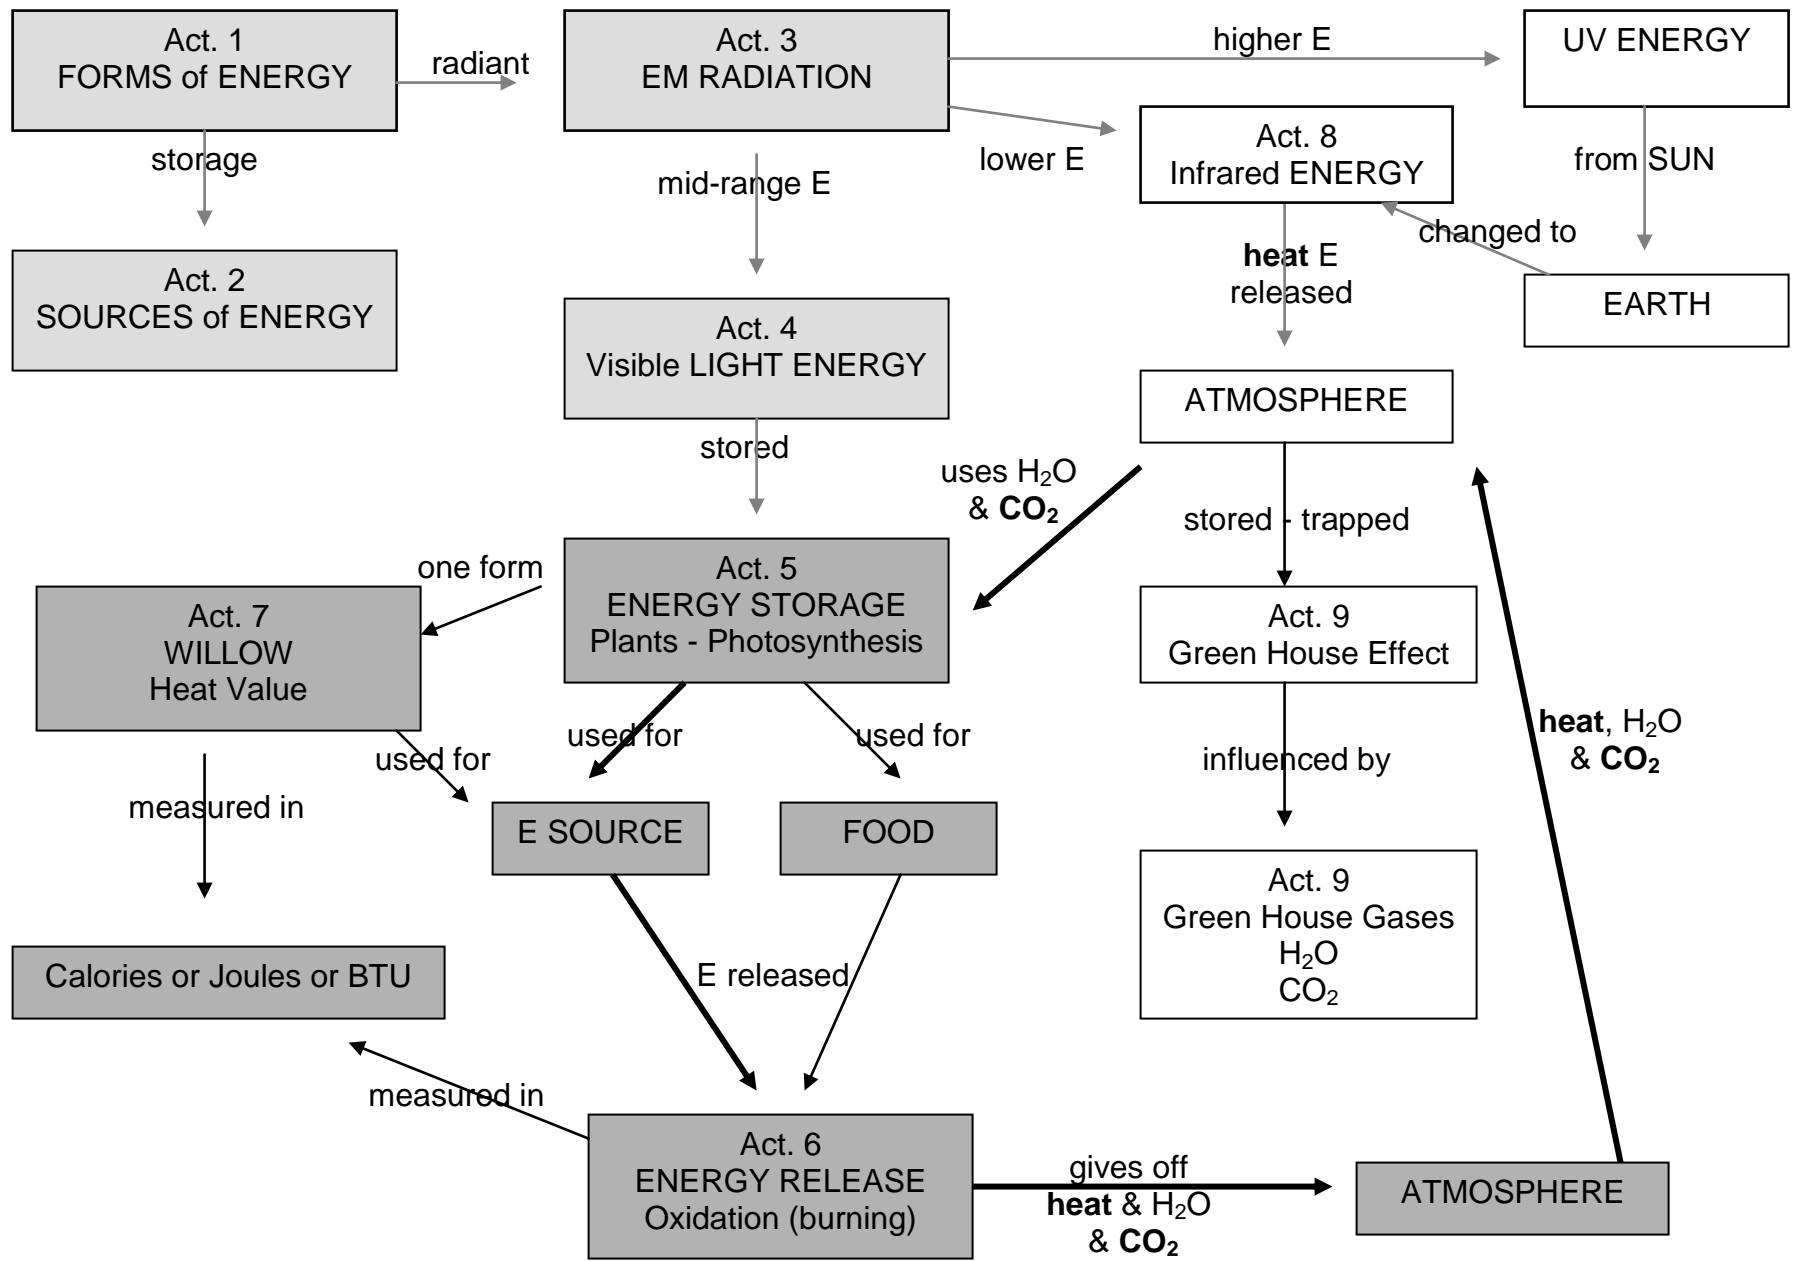 Act. 1
FORMS of ENERGY
radiant
Act. 3
EM RADIATION
higher E
UV ENERGY
storage
mid-range E
lower E
Act. 8
Infrared ENERGY
from SUN
changed to
Act. 2
SOURCES of ENERGY
heat E
released
EARTH
Act. 4
Visible LIGHT ENERGY
ATMOSPHERE
stored
uses H₂O
& CO₂
stored - trapped
one form
Act. 5
ENERGY STORAGE
Plants - Photosynthesis
Act. 7
WILLOW
Heat Value
Act. 9
Green House Effect
used for
used for
used for
influenced by
heat, H₂O
& CO₂
measured in
E SOURCE
FOOD
Act. 9
Green House Gases
H₂O
CO₂
Calories or Joules or BTU
E released
measured in
Act. 6
ENERGY RELEASE
Oxidation (burning)
gives off
heat & H₂O
& CO₂
ATMOSPHERE